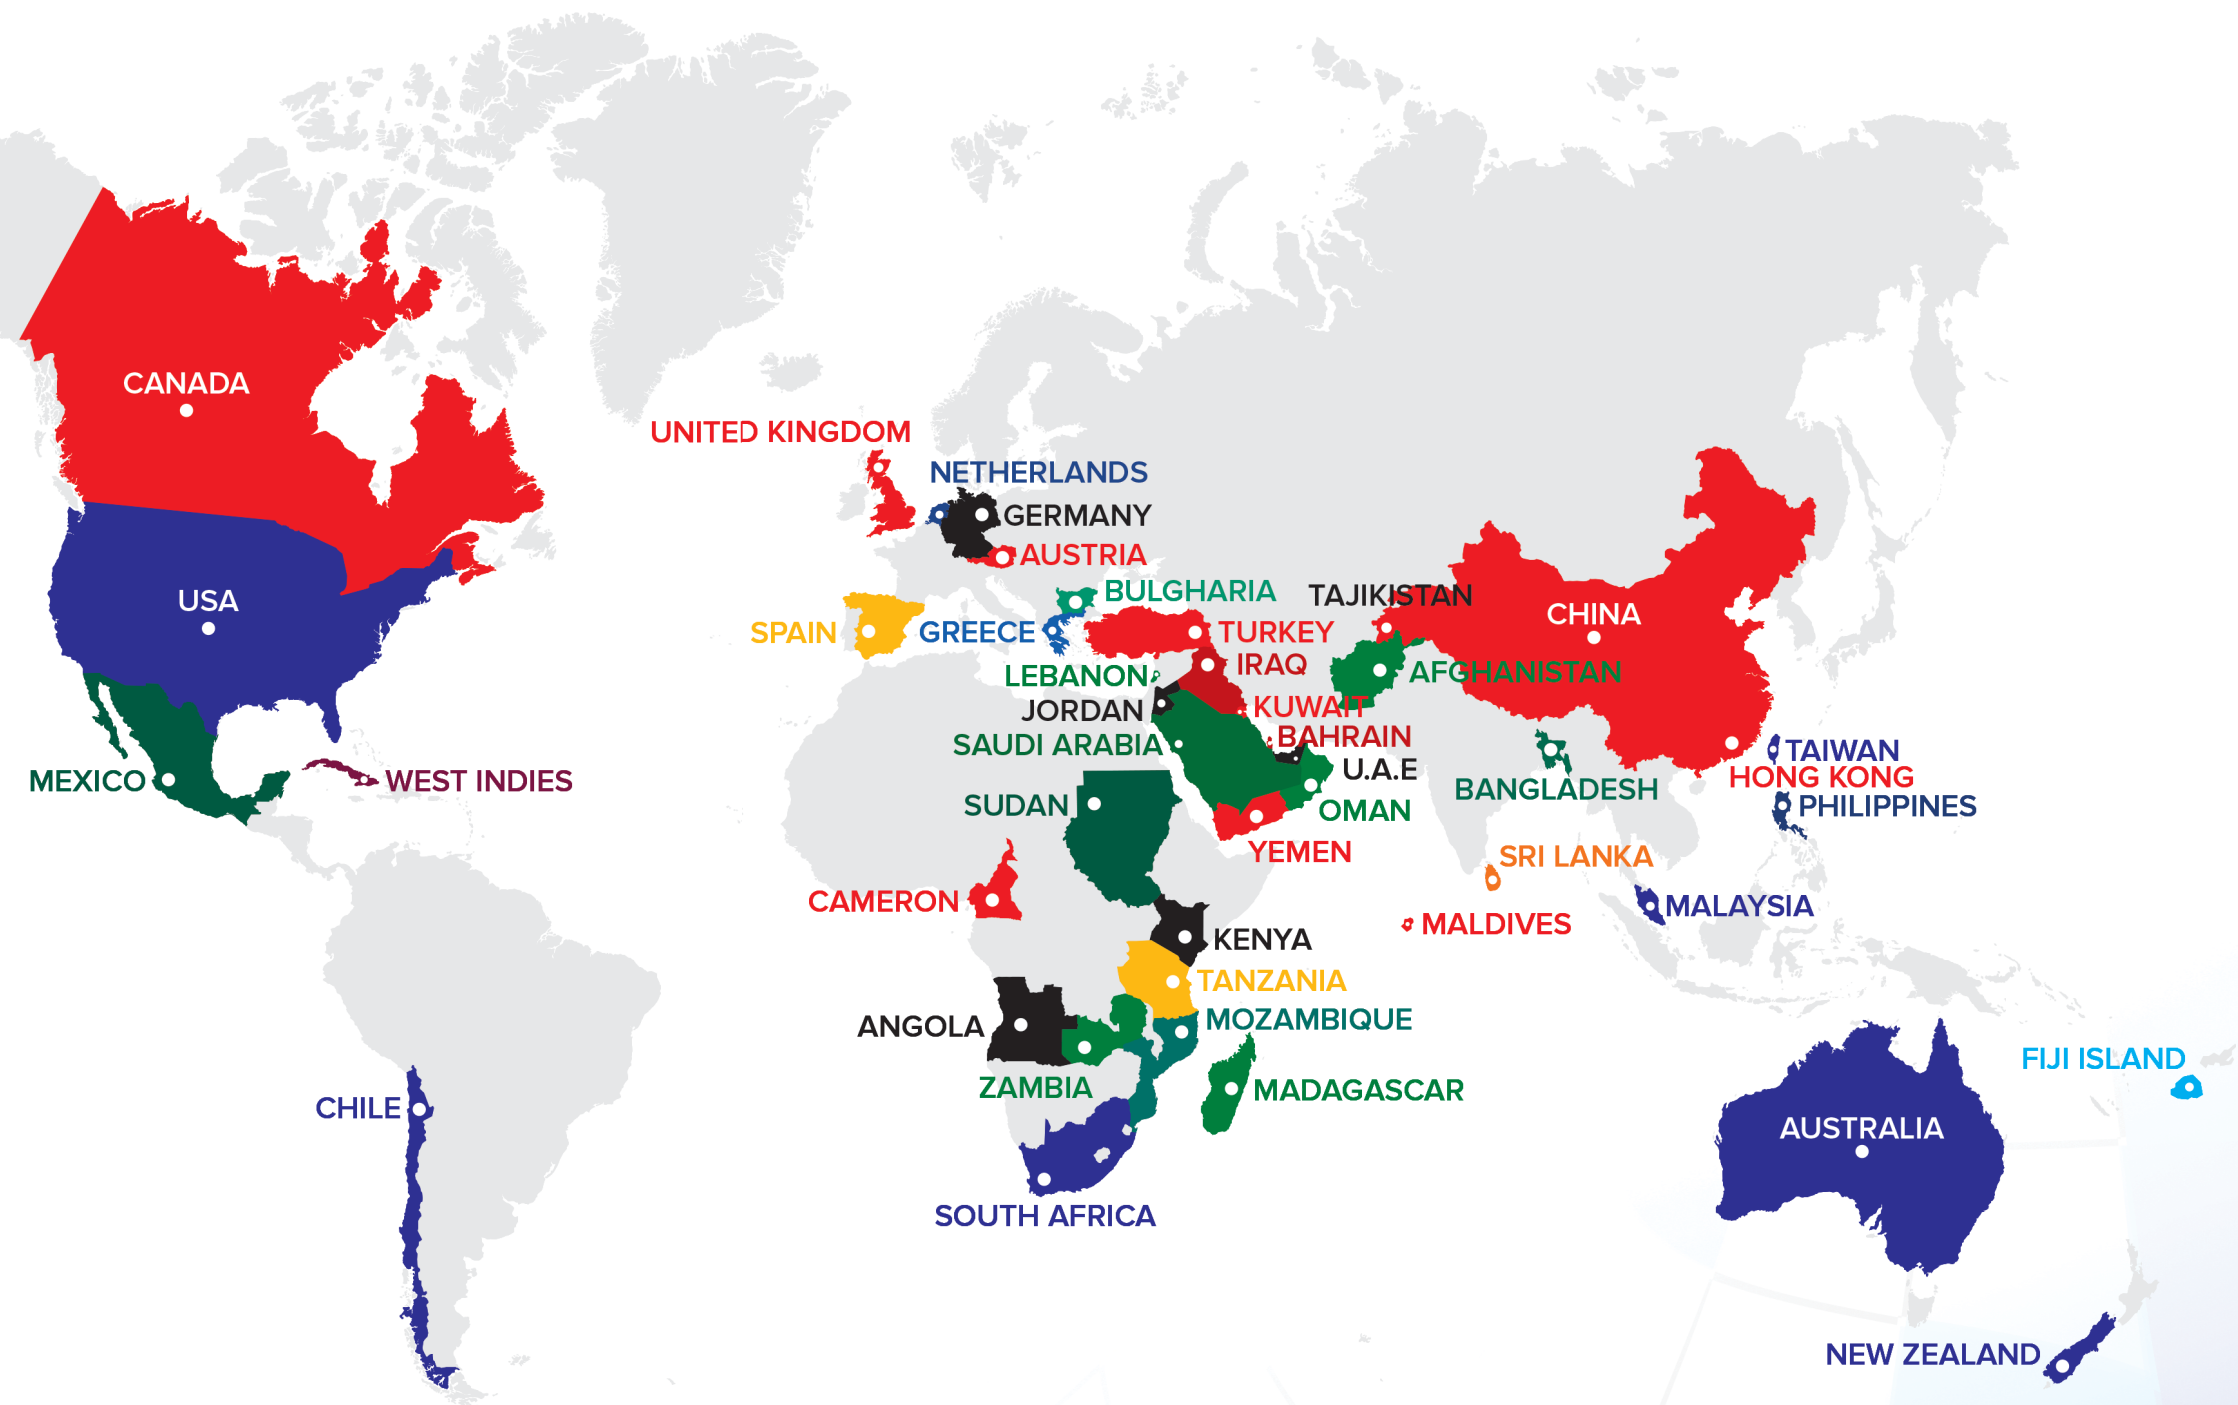 CANADA
UNITED KINGDOM
NETHERLANDS
GERMANY
AUSTRIA
BULGHARIA
TAJIKISTAN
USA
CHINA
SPAIN
GREECE
TURKEY
IRAQ
LEBANON
AFGHANISTAN
JORDAN
KUWAIT
SAUDI ARABIA
BAHRAIN
TAIWAN
U.A.E
HONG KONG
MEXICO
WEST INDIES
BANGLADESH
SUDAN
PHILIPPINES
OMAN
YEMEN
SRI LANKA
CAMERON
MALAYSIA
MALDIVES
KENYA
TANZANIA
ANGOLA
MOZAMBIQUE
FIJI ISLAND
ZAMBIA
MADAGASCAR
CHILE
AUSTRALIA
SOUTH AFRICA
NEW ZEALAND